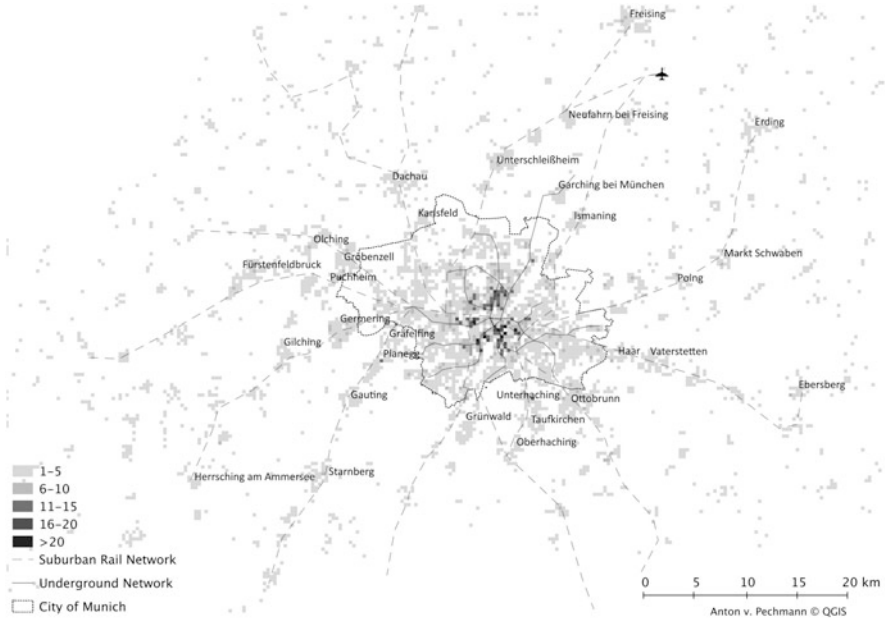 Freising
Neufahrn bei Freising
Erding
Unterschleißheim
Dachau
Garching bei München
Karlsfeld
Ismaning
Olching
Gröbenzell
Markt Schwaben
Fürstenfeldbruck
Puchheim
Poing
Germering
Gräfelfing
Gilching
Planegg
Haar
Vaterstetten
Ebersberg
Gauting
Unterhaching
Ottobrunn
Grünwald
Taufkirchen
Oberhaching
Herrsching am Ammersee
Starnberg
1–5
6–10
11–15
16–20
>20
Suburban Rail Network
Underground Network
City of Munich
0 5 10 15 20 km
Anton v. Pechmann © QGIS